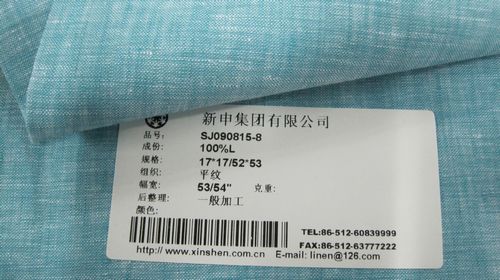 新申集团有限公司
品号: SJ090815-8
成份: 100%L
规格: 17*17/52*53
组织: 平纹
幅宽: 53/54" 克重:
后整理: 一般加工
颜色:
TEL:86-512-60839999
FAX:86-512-63777222
http://www.xinshen.com.cn E-mail: linen@126.com